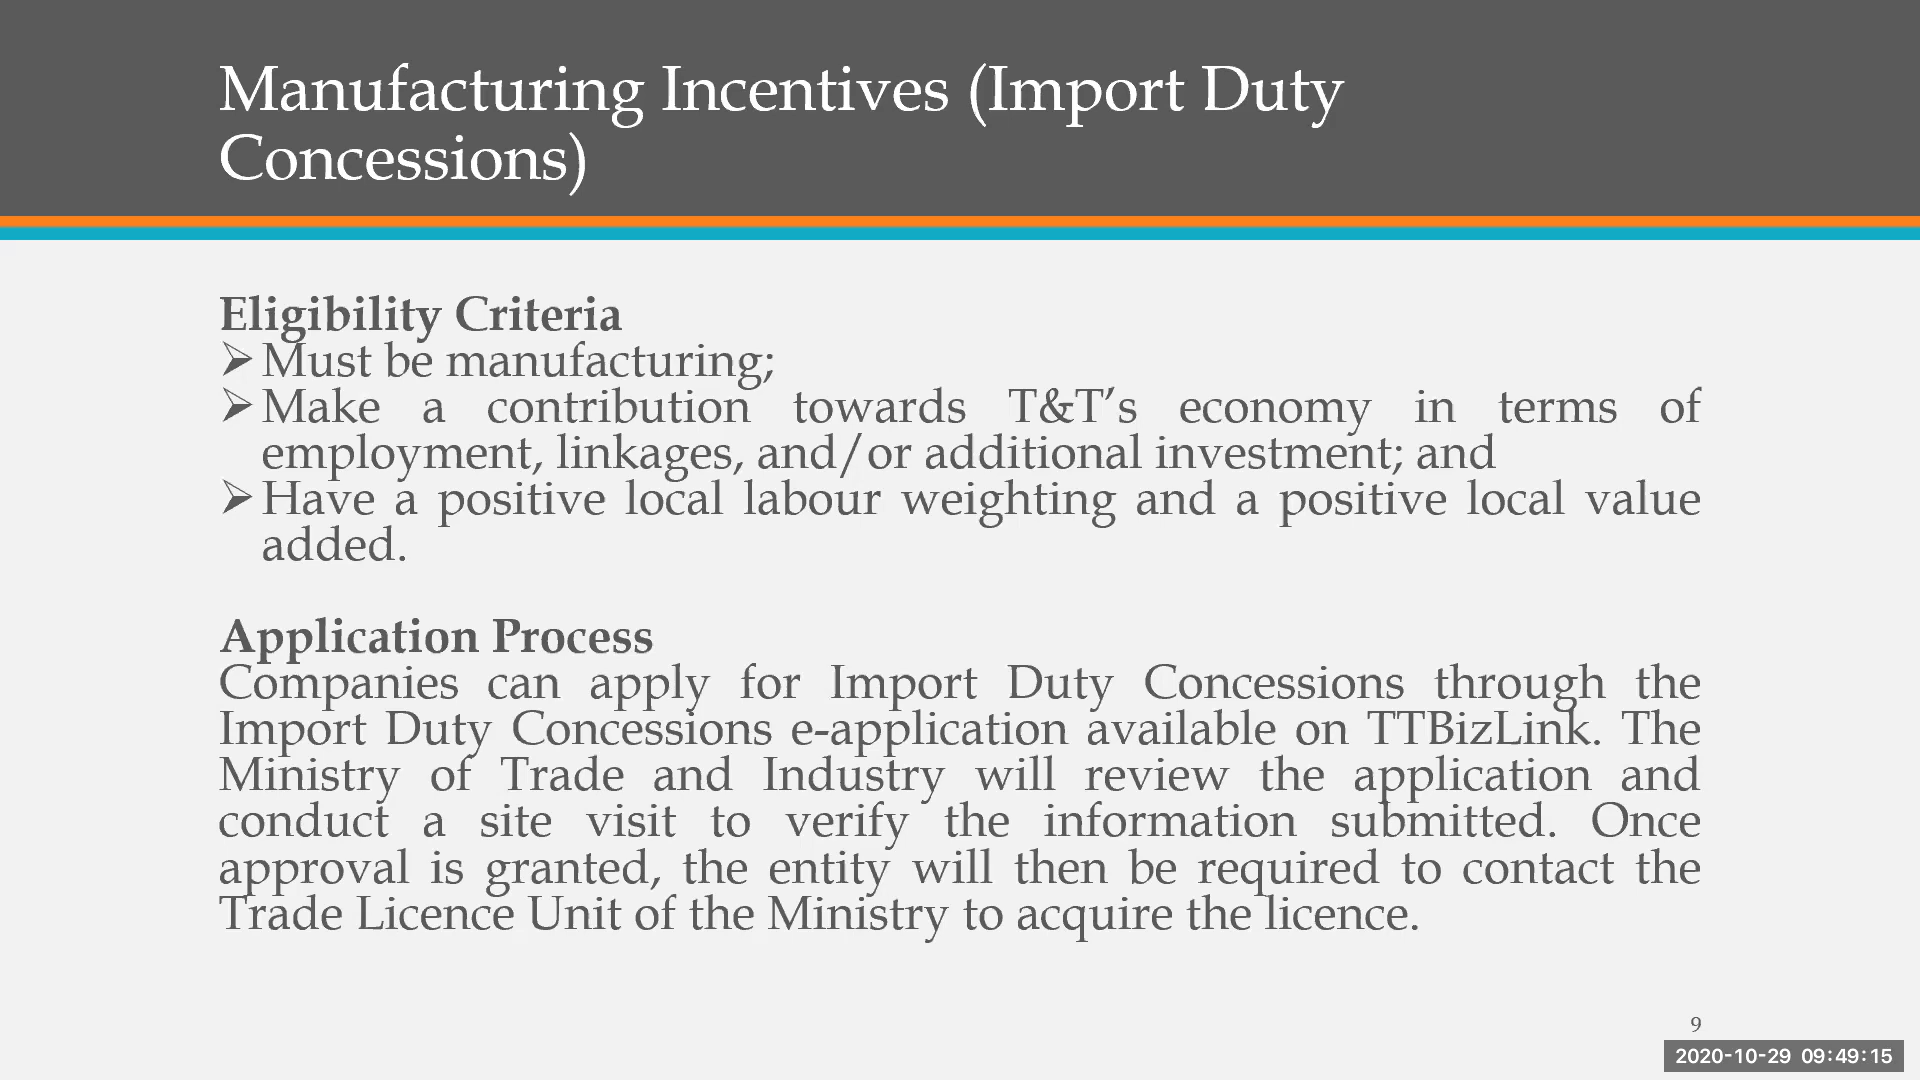 Manufacturing Incentives (Import Duty
Concessions)
Eligibility Criteria
➢Must be manufacturing;
➢Make a contribution towards T&T’s economy in terms of
employment, linkages, and/or additional investment; and
➢Have a positive local labour weighting and a positive local value
added.
Application Process
Companies can apply for Import Duty Concessions through the
Import Duty Concessions e-application available on TTBizLink. The
Ministry of Trade and Industry will review the application and
conduct a site visit to verify the information submitted. Once
approval is granted, the entity will then be required to contact the
Trade Licence Unit of the Ministry to acquire the licence.
9
2020-10-29 09:49:15